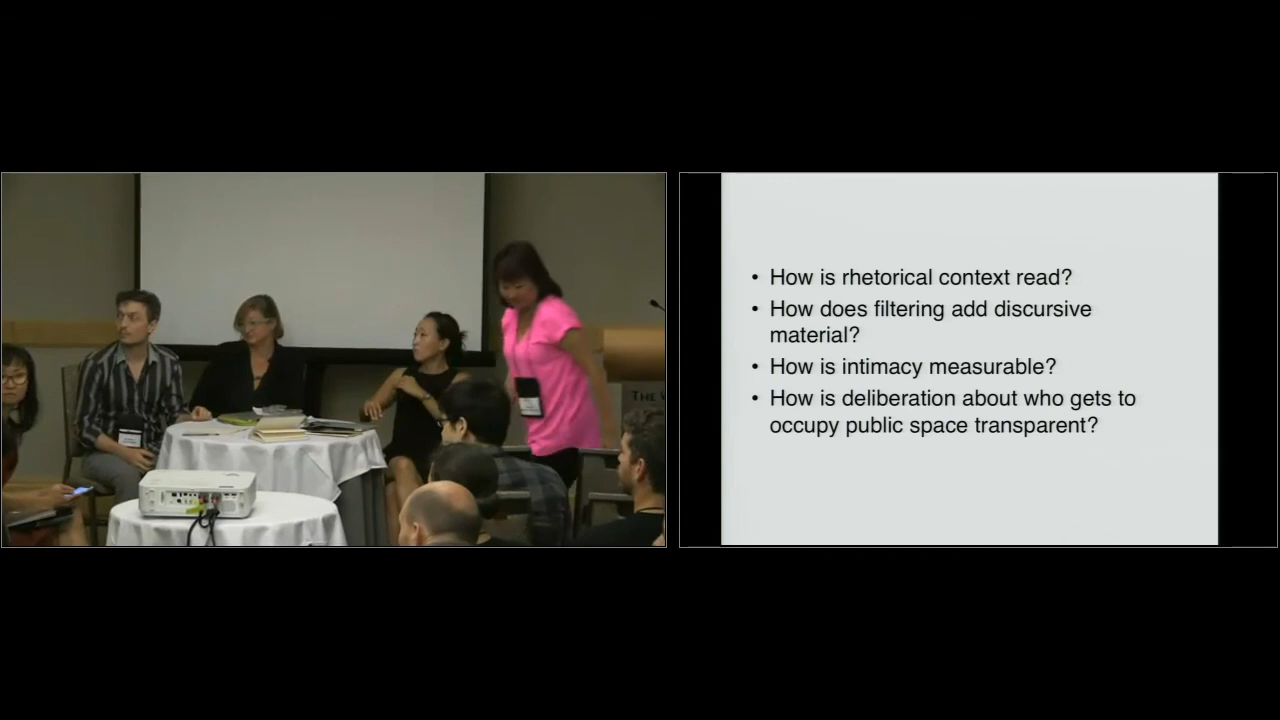 THE W
• How is rhetorical context read?
• How does filtering add discursive
material?
• How is intimacy measurable?
• How is deliberation about who gets to
occupy public space transparent?